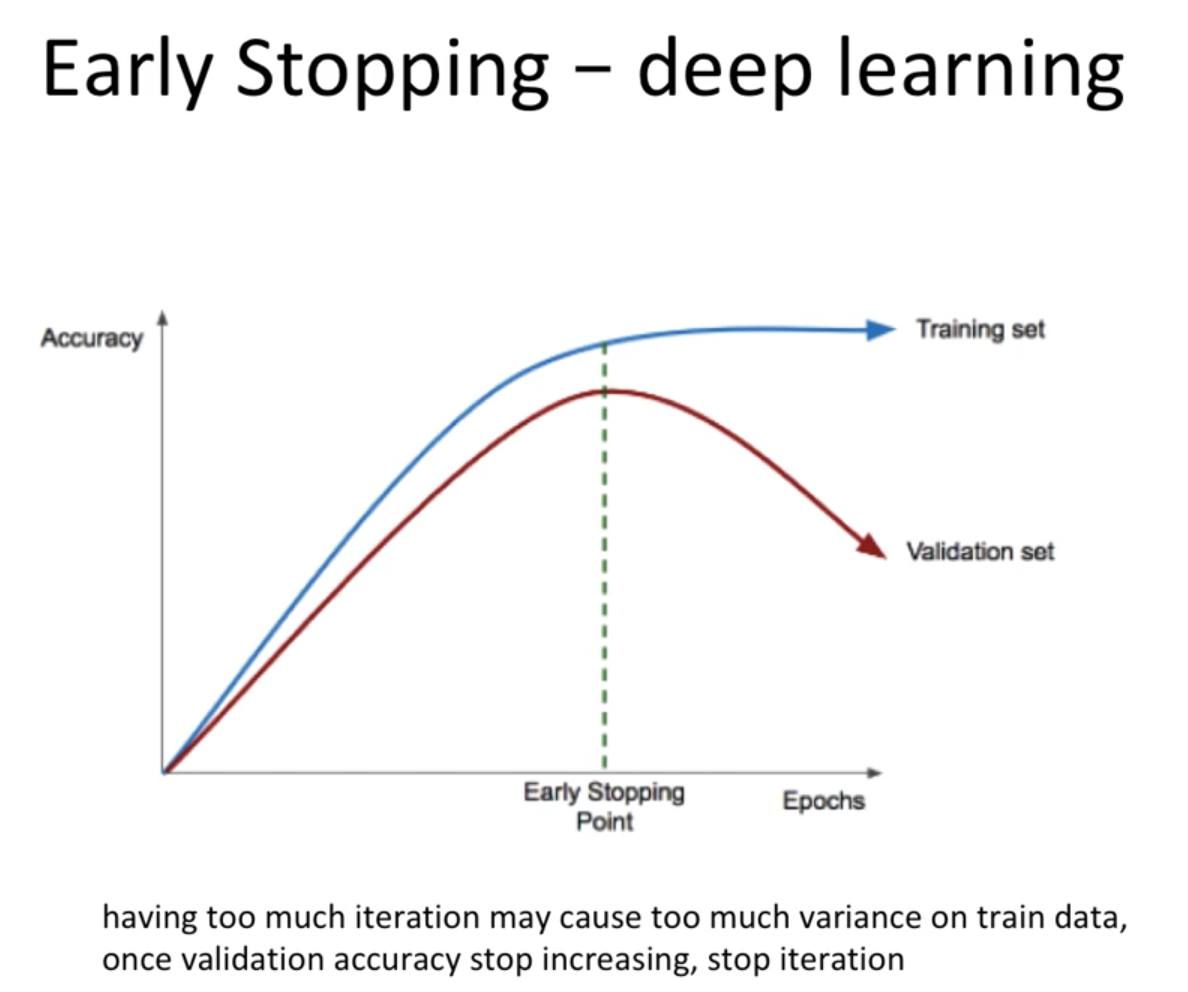 Early Stopping – deep learning
Accuracy
Training set
Validation set
Early Stopping
Point
Epochs
having too much iteration may cause too much variance on train data,
once validation accuracy stop increasing, stop iteration